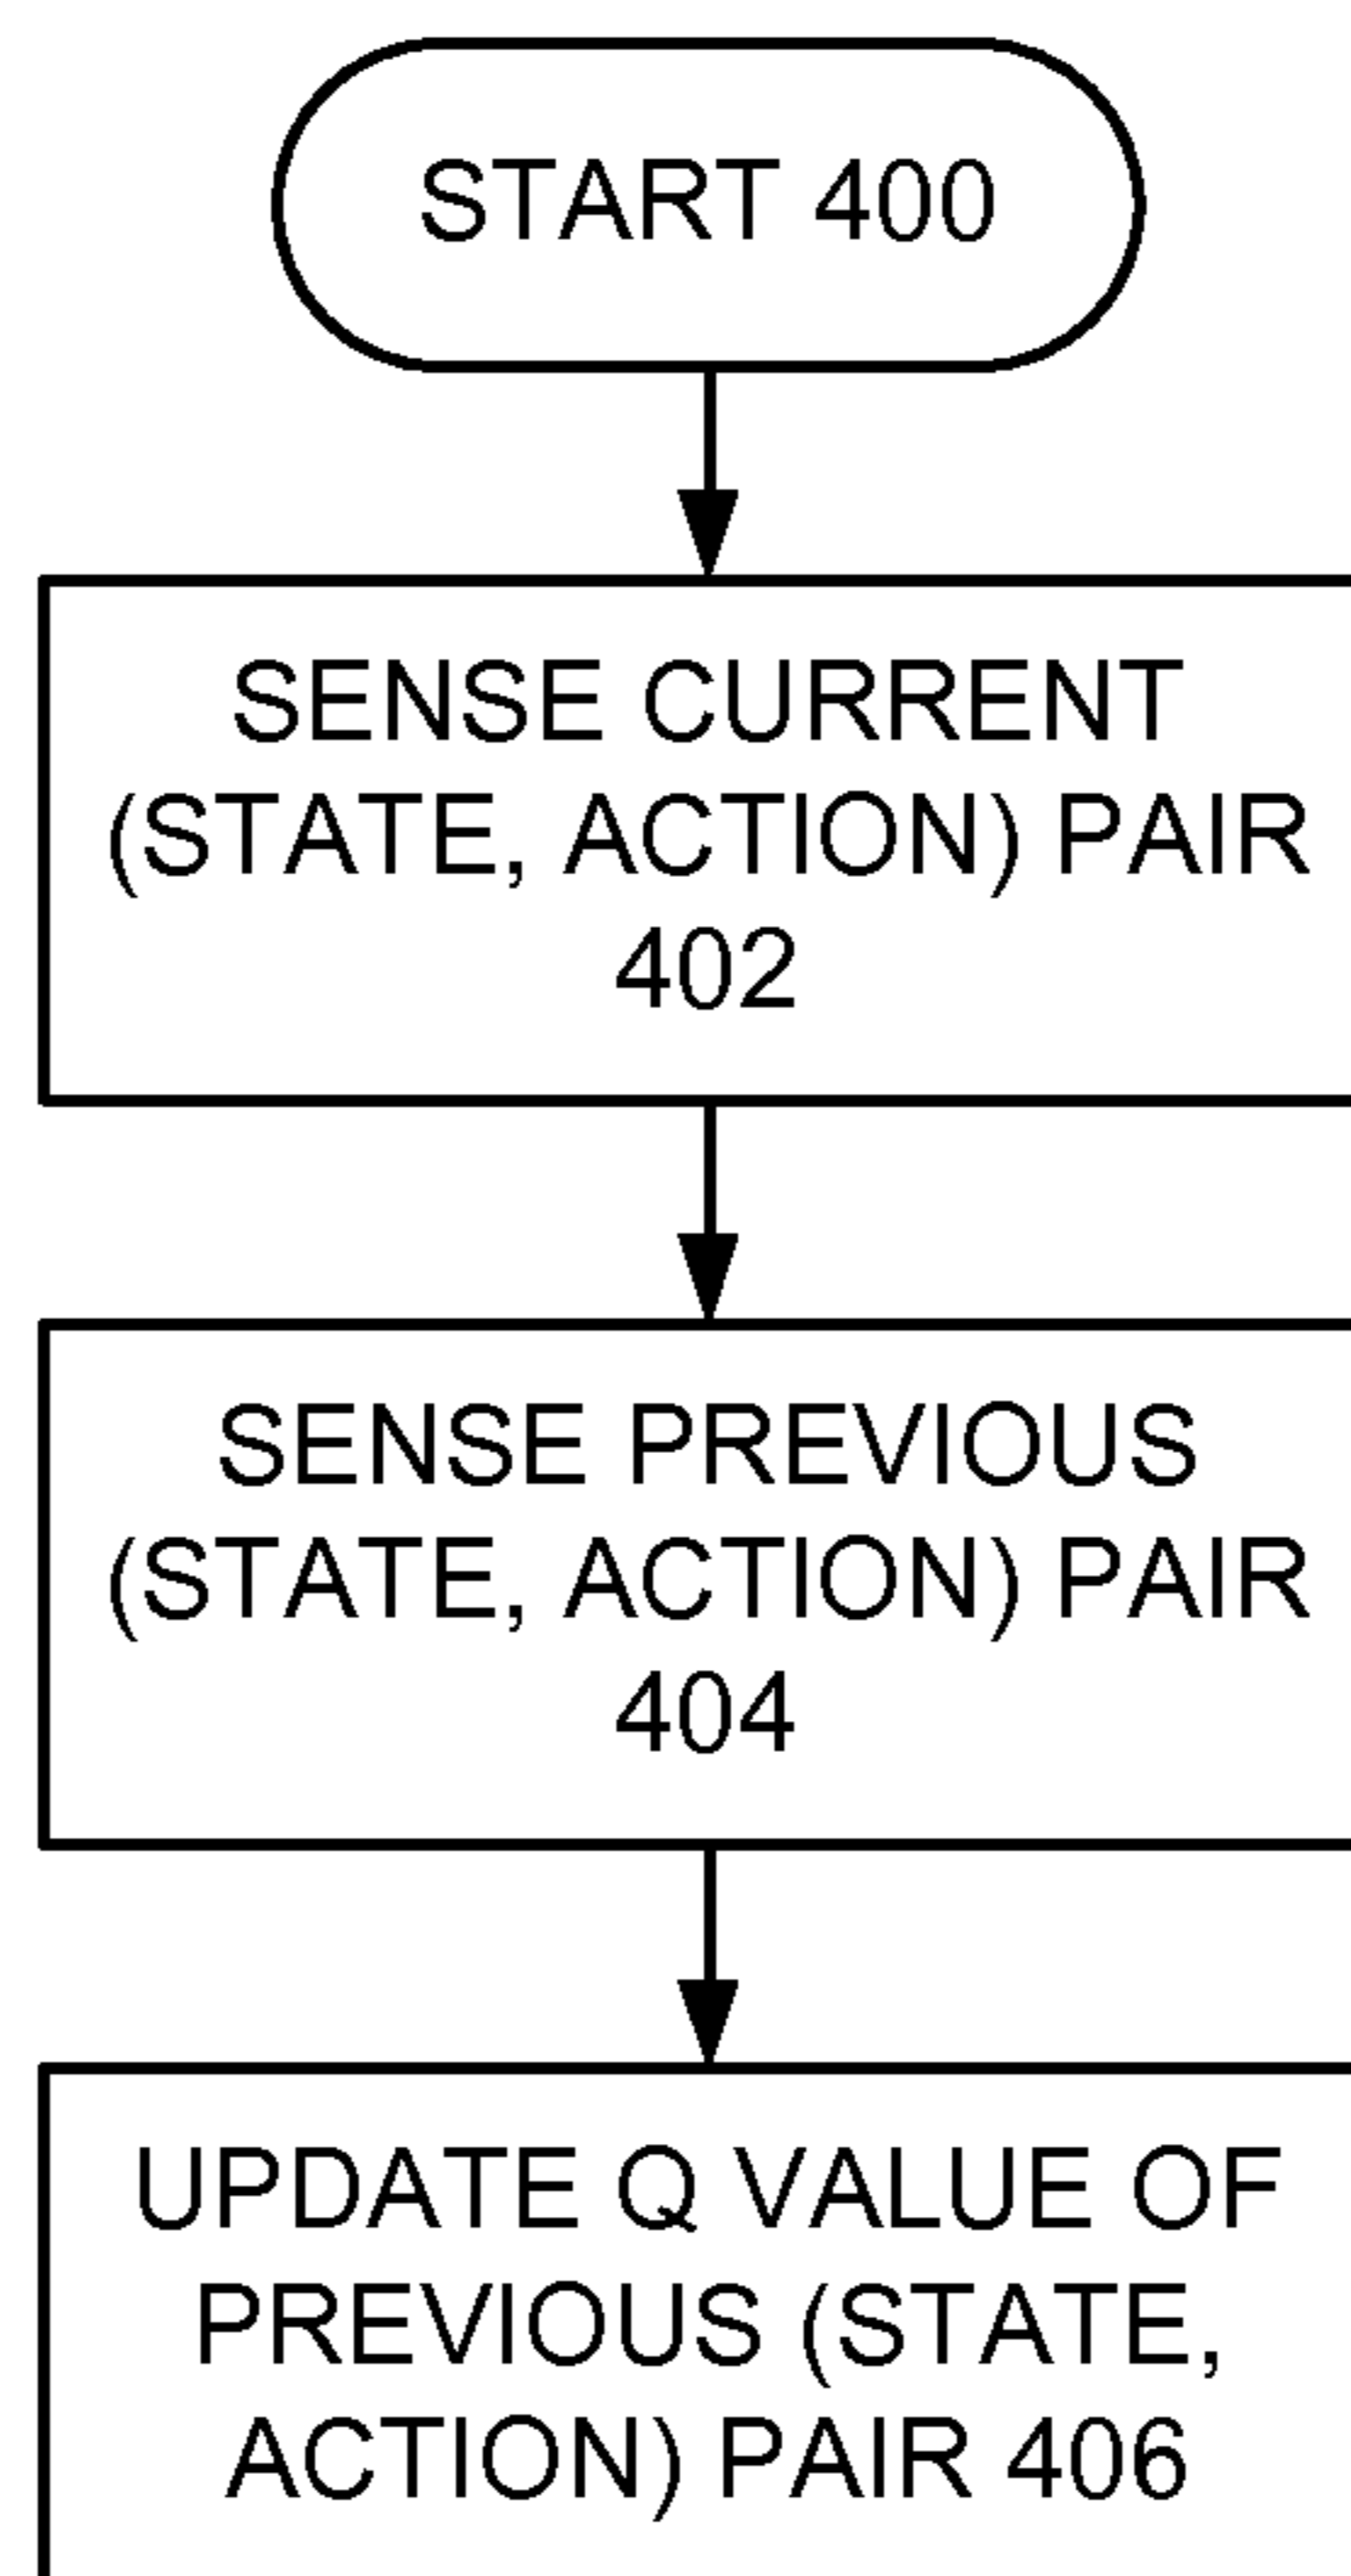 START 400
SENSE CURRENT
(STATE, ACTION) PAIR
402
SENSE PREVIOUS
(STATE, ACTION) PAIR
404
UPDATE Q VALUE OF
PREVIOUS (STATE,
ACTION) PAIR 406